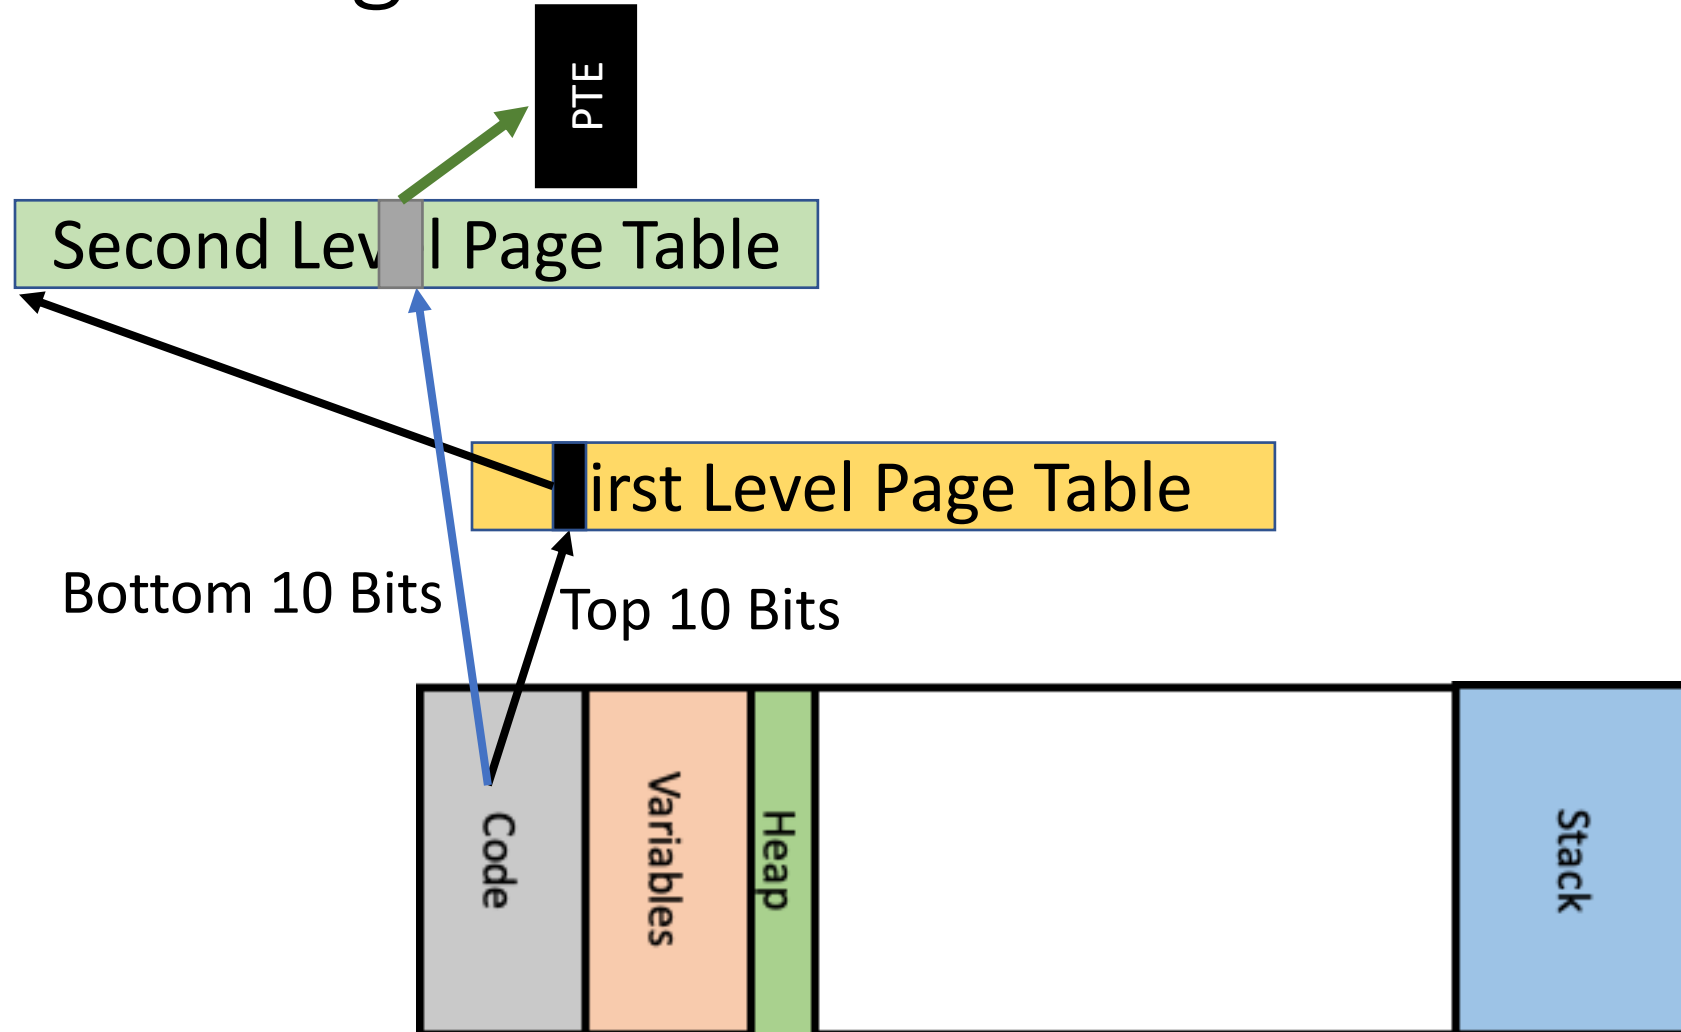 PTE
Second Lev l Page Table
irst Level Page Table
Bottom 10 Bits
Top 10 Bits
Code
Variables
Heap
Stack